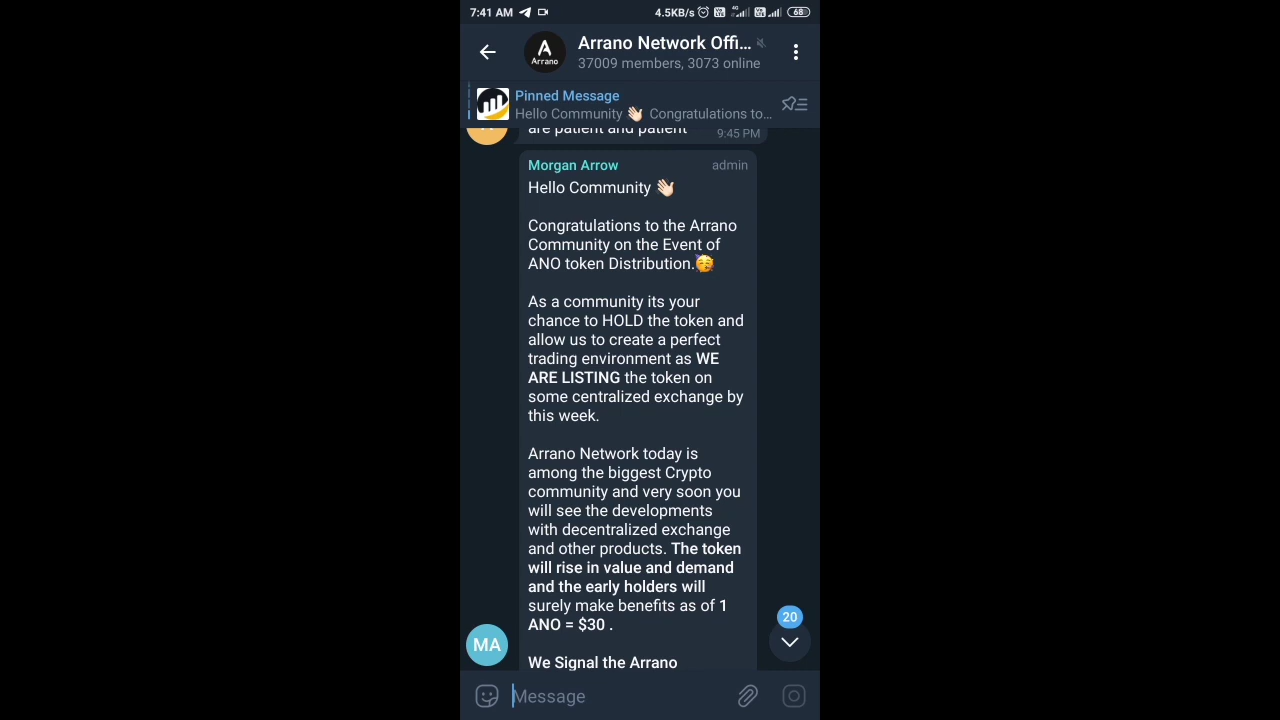 7:41 AM 4.5KB/s 4G 68
Arrano Network Offi...
37009 members, 3073 online
Arrano
Pinned Message
Hello Community 👋🏻 Congratulations to...
are patient and patient 9:45 PM
Morgan Arrow admin
Hello Community 👋🏻
Congratulations to the Arrano
Community on the Event of
ANO token Distribution.🥳
As a community its your
chance to HOLD the token and
allow us to create a perfect
trading environment as WE
ARE LISTING the token on
some centralized exchange by
this week.
Arrano Network today is
among the biggest Crypto
community and very soon you
will see the developments
with decentralized exchange
and other products. The token
will rise in value and demand
and the early holders will
surely make benefits as of 1
ANO = $30 .
We Signal the Arrano
MA
20
Message